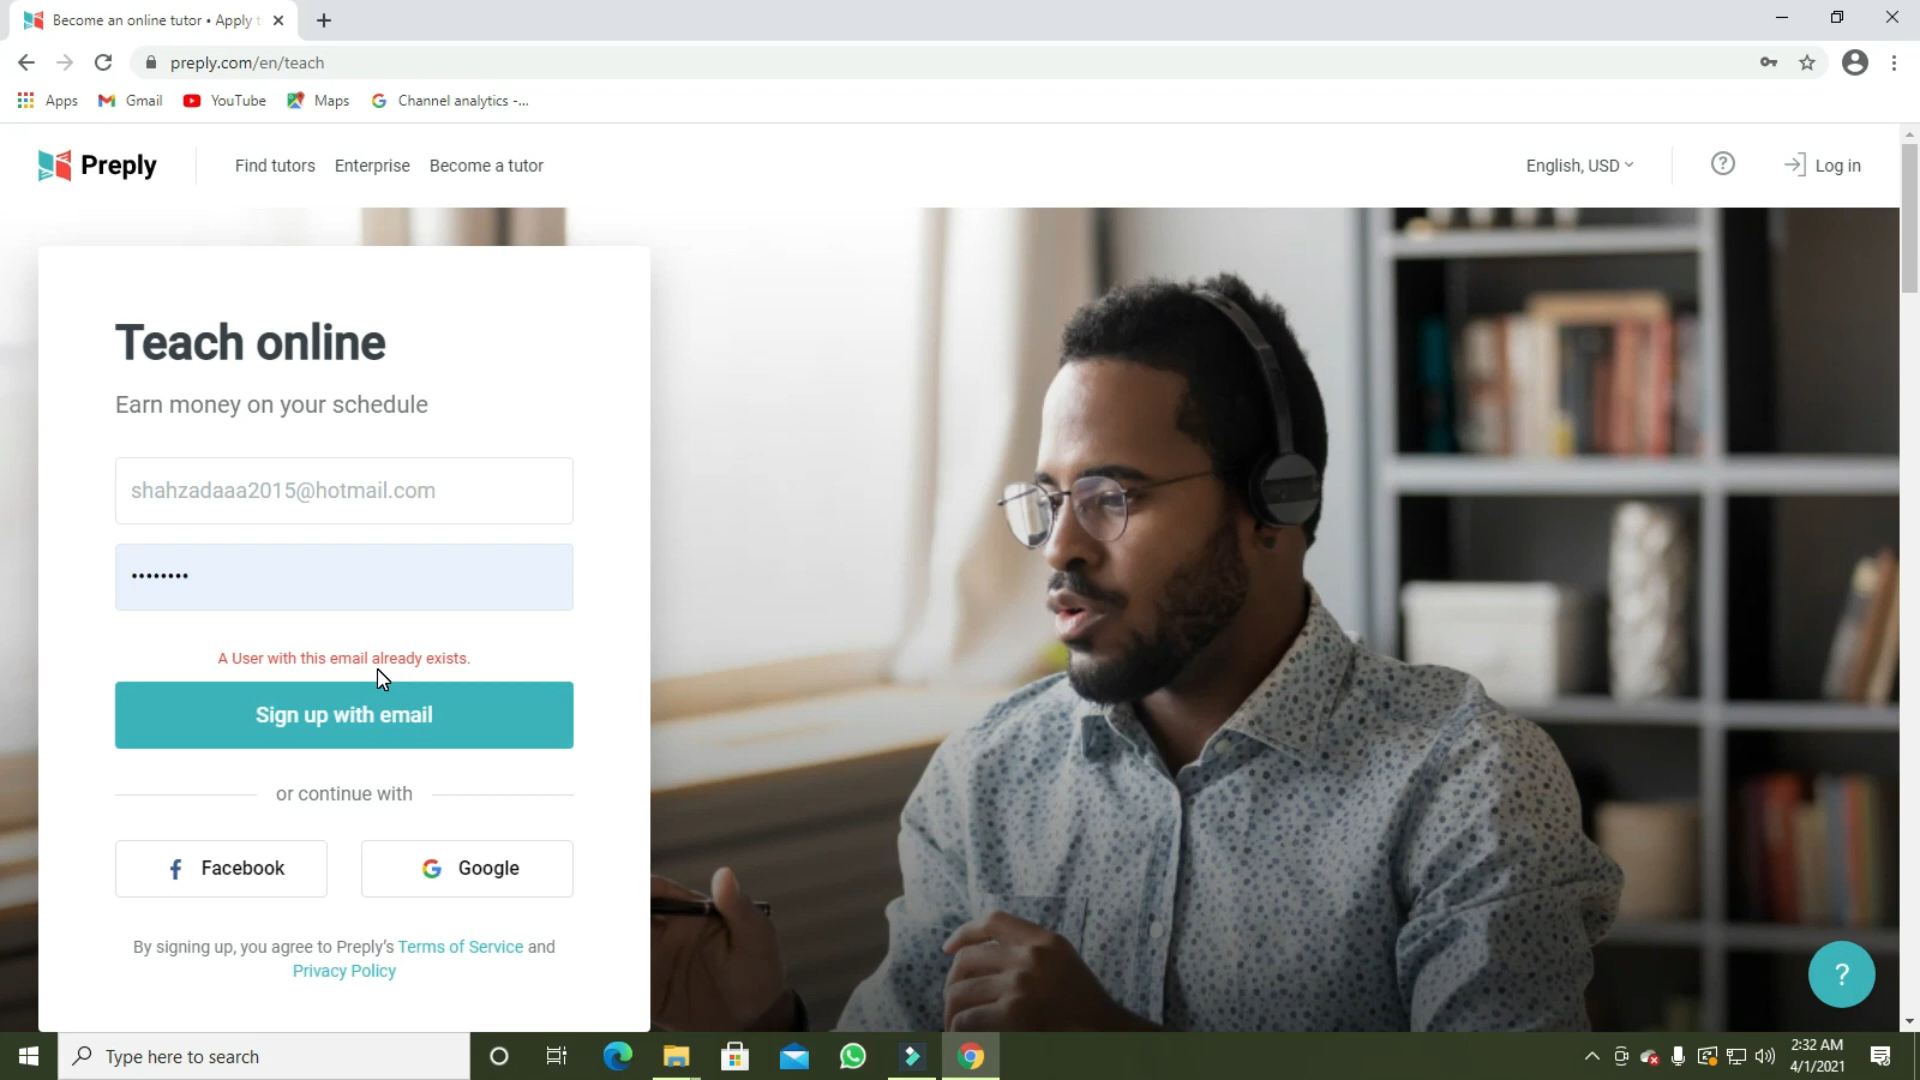 Become an online tutor • Apply t
preply.com/en/teach
Apps
Gmail
YouTube
Maps
Channel analytics -...
Preply
Find tutors
Enterprise
Become a tutor
English, USD
?
Log in
Teach online
Earn money on your schedule
shahzadaaa2015@hotmail.com
••••••••
A User with this email already exists.
Sign up with email
or continue with
Facebook
Google
By signing up, you agree to Preply's Terms of Service and
Privacy Policy
?
Type here to search
2:32 AM
4/1/2021